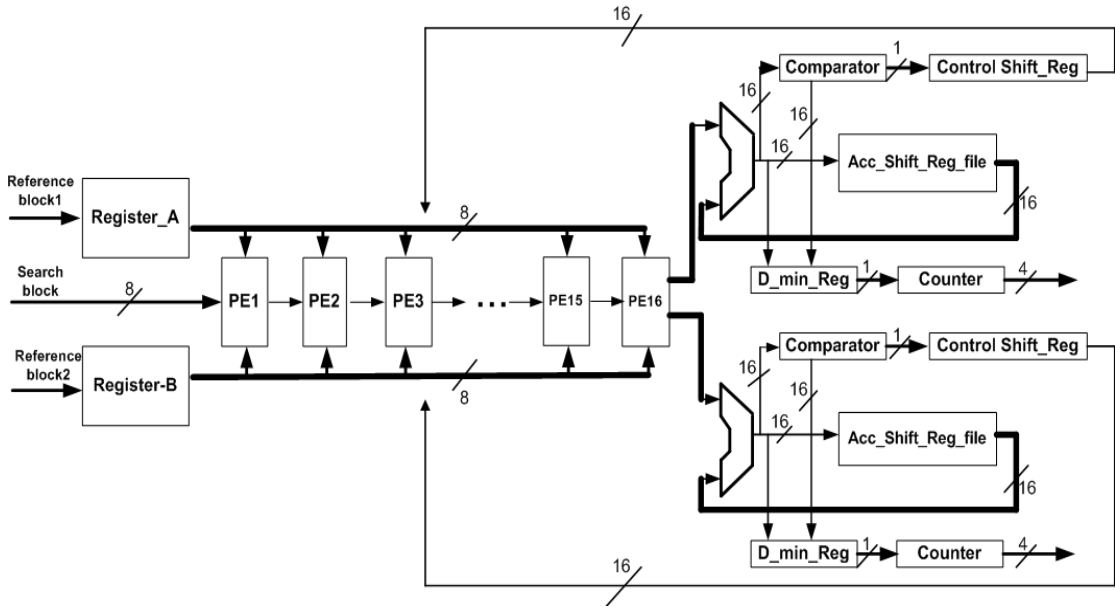 16
1
Comparator
Control Shift_Reg
16
16
Reference
block1
Register_A
16
Acc_Shift_Reg_file
16
8
Search
block
8
PE1
PE2
PE3
...
PE15
PE16
D_min_Reg
1
Counter
4
Reference
block2
Register-B
8
1
Comparator
Control Shift_Reg
16
16
16
Acc_Shift_Reg_file
16
D_min_Reg
1
Counter
4
16